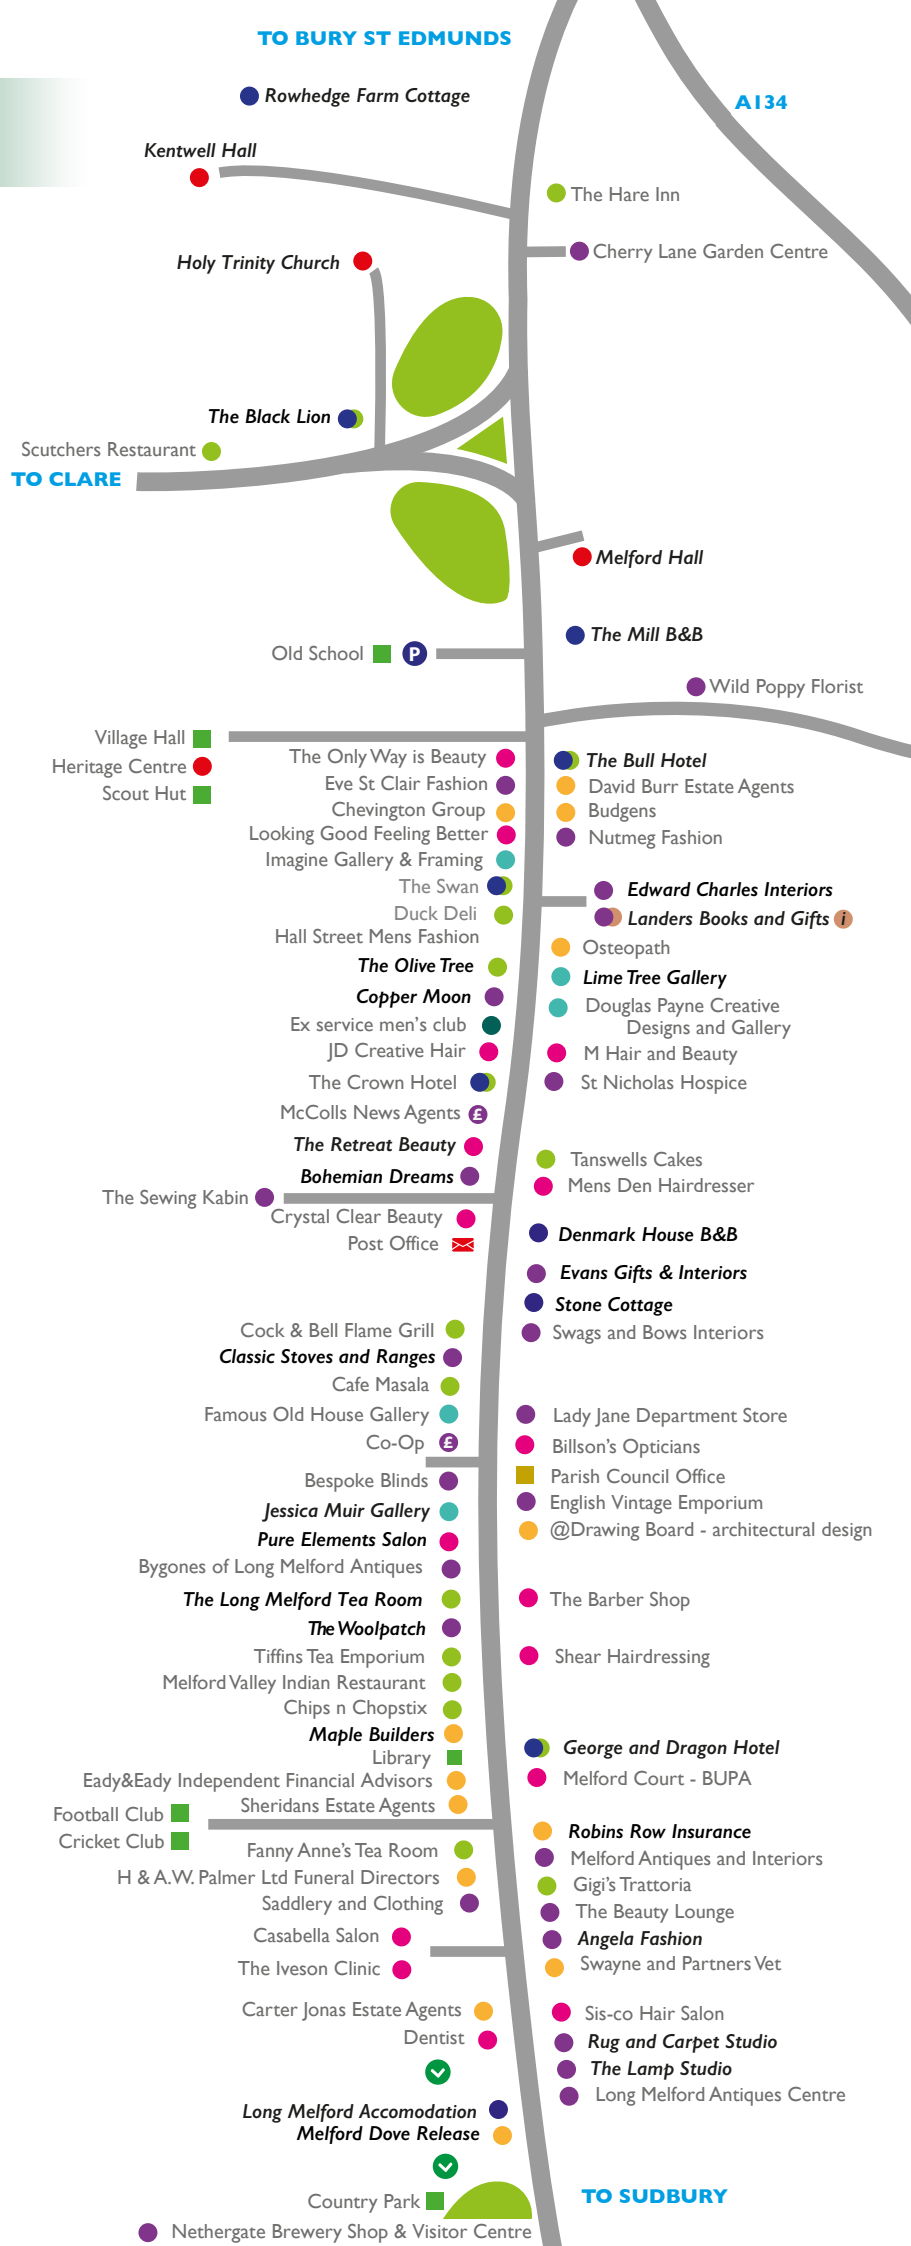 TO BURY ST EDMUNDS
Rowhedge Farm Cottage
A134
Kentwell Hall
The Hare Inn
Cherry Lane Garden Centre
Holy Trinity Church
The Black Lion
Scutchers Restaurant
TO CLARE
Melford Hall
The Mill B&B
Old School
P
Wild Poppy Florist
Village Hall
Heritage Centre
Scout Hut
The Only Way is Beauty
Eve St Clair Fashion
Chevington Group
Looking Good Feeling Better
Imagine Gallery & Framing
The Swan
Duck Deli
Hall Street Mens Fashion
The Olive Tree
Copper Moon
Ex service men's club
JD Creative Hair
The Crown Hotel
McColls News Agents £
The Retreat Beauty
Bohemian Dreams
The Sewing Kabin
Crystal Clear Beauty
Post Office
The Bull Hotel
David Burr Estate Agents
Budgens
Nutmeg Fashion
Edward Charles Interiors
Landers Books and Gifts i
Osteopath
Lime Tree Gallery
Douglas Payne Creative
Designs and Gallery
M Hair and Beauty
St Nicholas Hospice
Tanswells Cakes
Mens Den Hairdresser
Denmark House B&B
Evans Gifts & Interiors
Stone Cottage
Swags and Bows Interiors
Cock & Bell Flame Grill
Classic Stoves and Ranges
Cafe Masala
Famous Old House Gallery
Co-Op £
Bespoke Blinds
Jessica Muir Gallery
Pure Elements Salon
Bygones of Long Melford Antiques
The Long Melford Tea Room
The Woolpatch
Tiffins Tea Emporium
Melford Valley Indian Restaurant
Chips n Chopstix
Maple Builders
Library
Eady&Eady Independent Financial Advisors
Sheridans Estate Agents
Football Club
Cricket Club
Lady Jane Department Store
Billson's Opticians
Parish Council Office
English Vintage Emporium
@Drawing Board - architectural design
The Barber Shop
Shear Hairdressing
George and Dragon Hotel
Melford Court - BUPA
Fanny Anne's Tea Room
H & A.W. Palmer Ltd Funeral Directors
Saddlery and Clothing
Casabella Salon
The Iveson Clinic
Carter Jonas Estate Agents
Dentist
Long Melford Accomodation
Melford Dove Release
Country Park
Nethergate Brewery Shop & Visitor Centre
Robins Row Insurance
Melford Antiques and Interiors
Gigi's Trattoria
The Beauty Lounge
Angela Fashion
Swayne and Partners Vet
Sis-co Hair Salon
Rug and Carpet Studio
The Lamp Studio
Long Melford Antiques Centre
TO SUDBURY